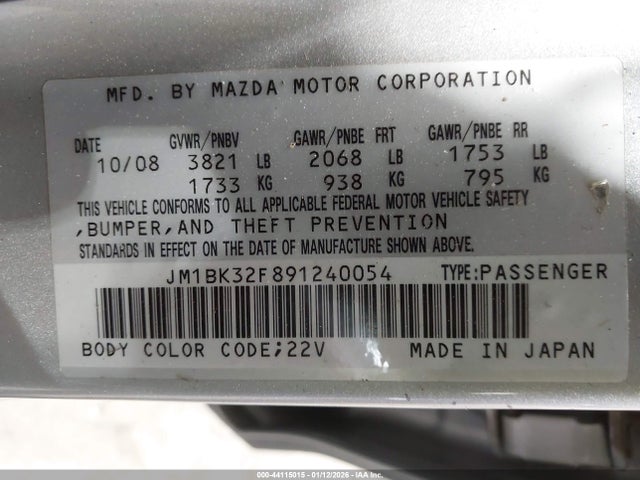 MFD. BY MAZDA MOTOR CORPORATION
DATE GVWR/PNBV GAWR/PNBE FRT GAWR/PNBE RR
10/08 3821 LB 2068 LB 1753 LB
1733 KG 938 KG 795 KG
THIS VEHICLE CONFORMS TO ALL APPLICABLE FEDERAL MOTOR VEHICLE SAFETY
,BUMPER,AND THEFT PREVENTION
STANDARDS IN EFFECT ON THE DATE OF MANUFACTURE SHOWN ABOVE.
JM1BK32F891240054 TYPE:PASSENGER
BODY COLOR CODE;22V MADE IN JAPAN
000-44115015 - 01/12/2026 - IAAI.com